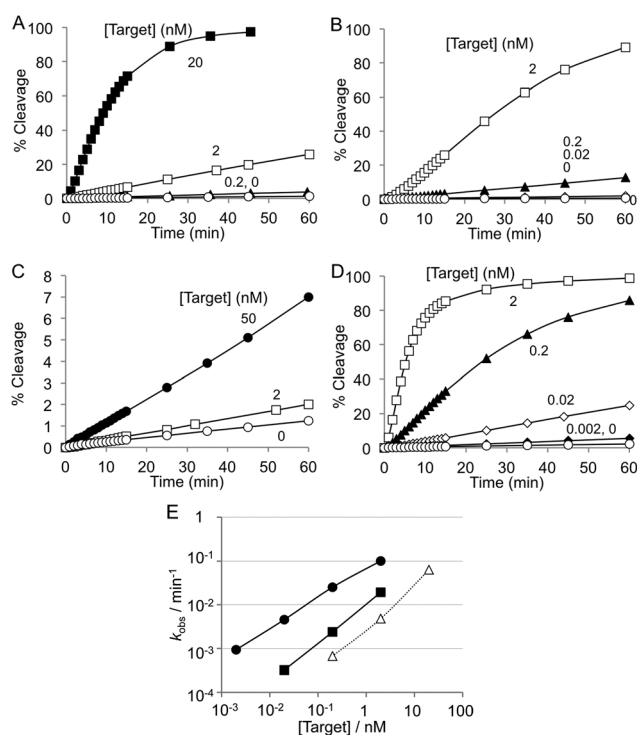 A
[Target] (nM)
100
80
60
40
20
0
% Cleavage
20
2
0.2, 0
0 10 20 30 40 50 60
Time (min)
B
[Target] (nM)
100
80
60
40
20
0
% Cleavage
2
0.2
0.02
0
0
0 10 20 30 40 50 60
Time (min)
C
[Target] (nM)
8
7
6
5
4
3
2
1
0
% Cleavage
50
2
0
0 10 20 30 40 50 60
Time (min)
D
[Target] (nM)
100
80
60
40
20
0
% Cleavage
2
0.2
0.02
0.002, 0
0 10 20 30 40 50 60
Time (min)
E
1
10⁻¹
10⁻²
10⁻³
10⁻⁴
k_obs / min⁻¹
10⁻³ 10⁻² 10⁻¹ 1 10 100
[Target] / nM